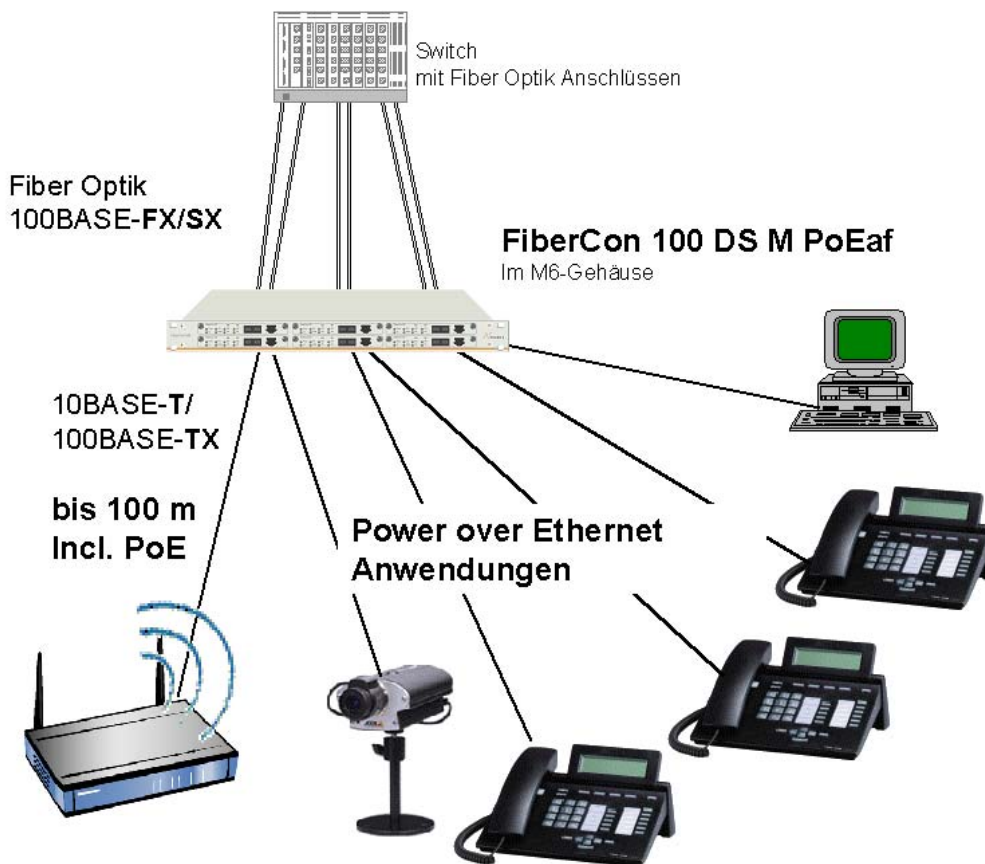 Switch
mit Fiber Optik Anschlüssen
Fiber Optik
100BASE-FX/SX
FiberCon 100 DS M PoEaf
Im M6-Gehäuse
10BASE-T/
100BASE-TX
bis 100 m
Incl. PoE
Power over Ethernet
Anwendungen